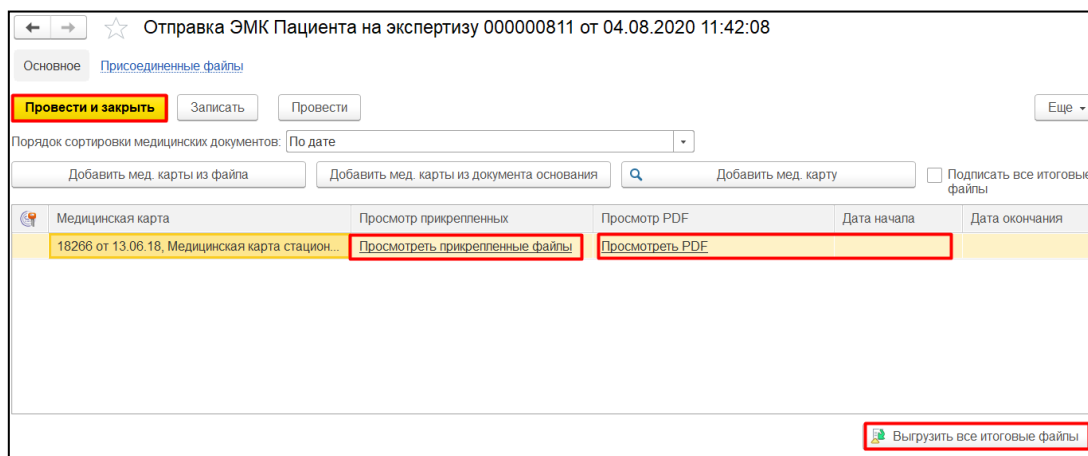 Отправка ЭМК Пациента на экспертизу 000000811 от 04.08.2020 11:42:08
Основное Присоединенные файлы
Провести и закрыть Записать Провести Еще
Порядок сортировки медицинских документов: По дате
Добавить мед. карты из файла Добавить мед. карты из документа основания Добавить мед. карту Подписать все итоговые
файлы
Медицинская карта Просмотр прикрепленных Просмотр PDF Дата начала Дата окончания
18266 от 13.06.18, Медицинская карта стацион... Просмотреть прикрепленные файлы Просмотреть PDF
Выгрузить все итоговые файлы